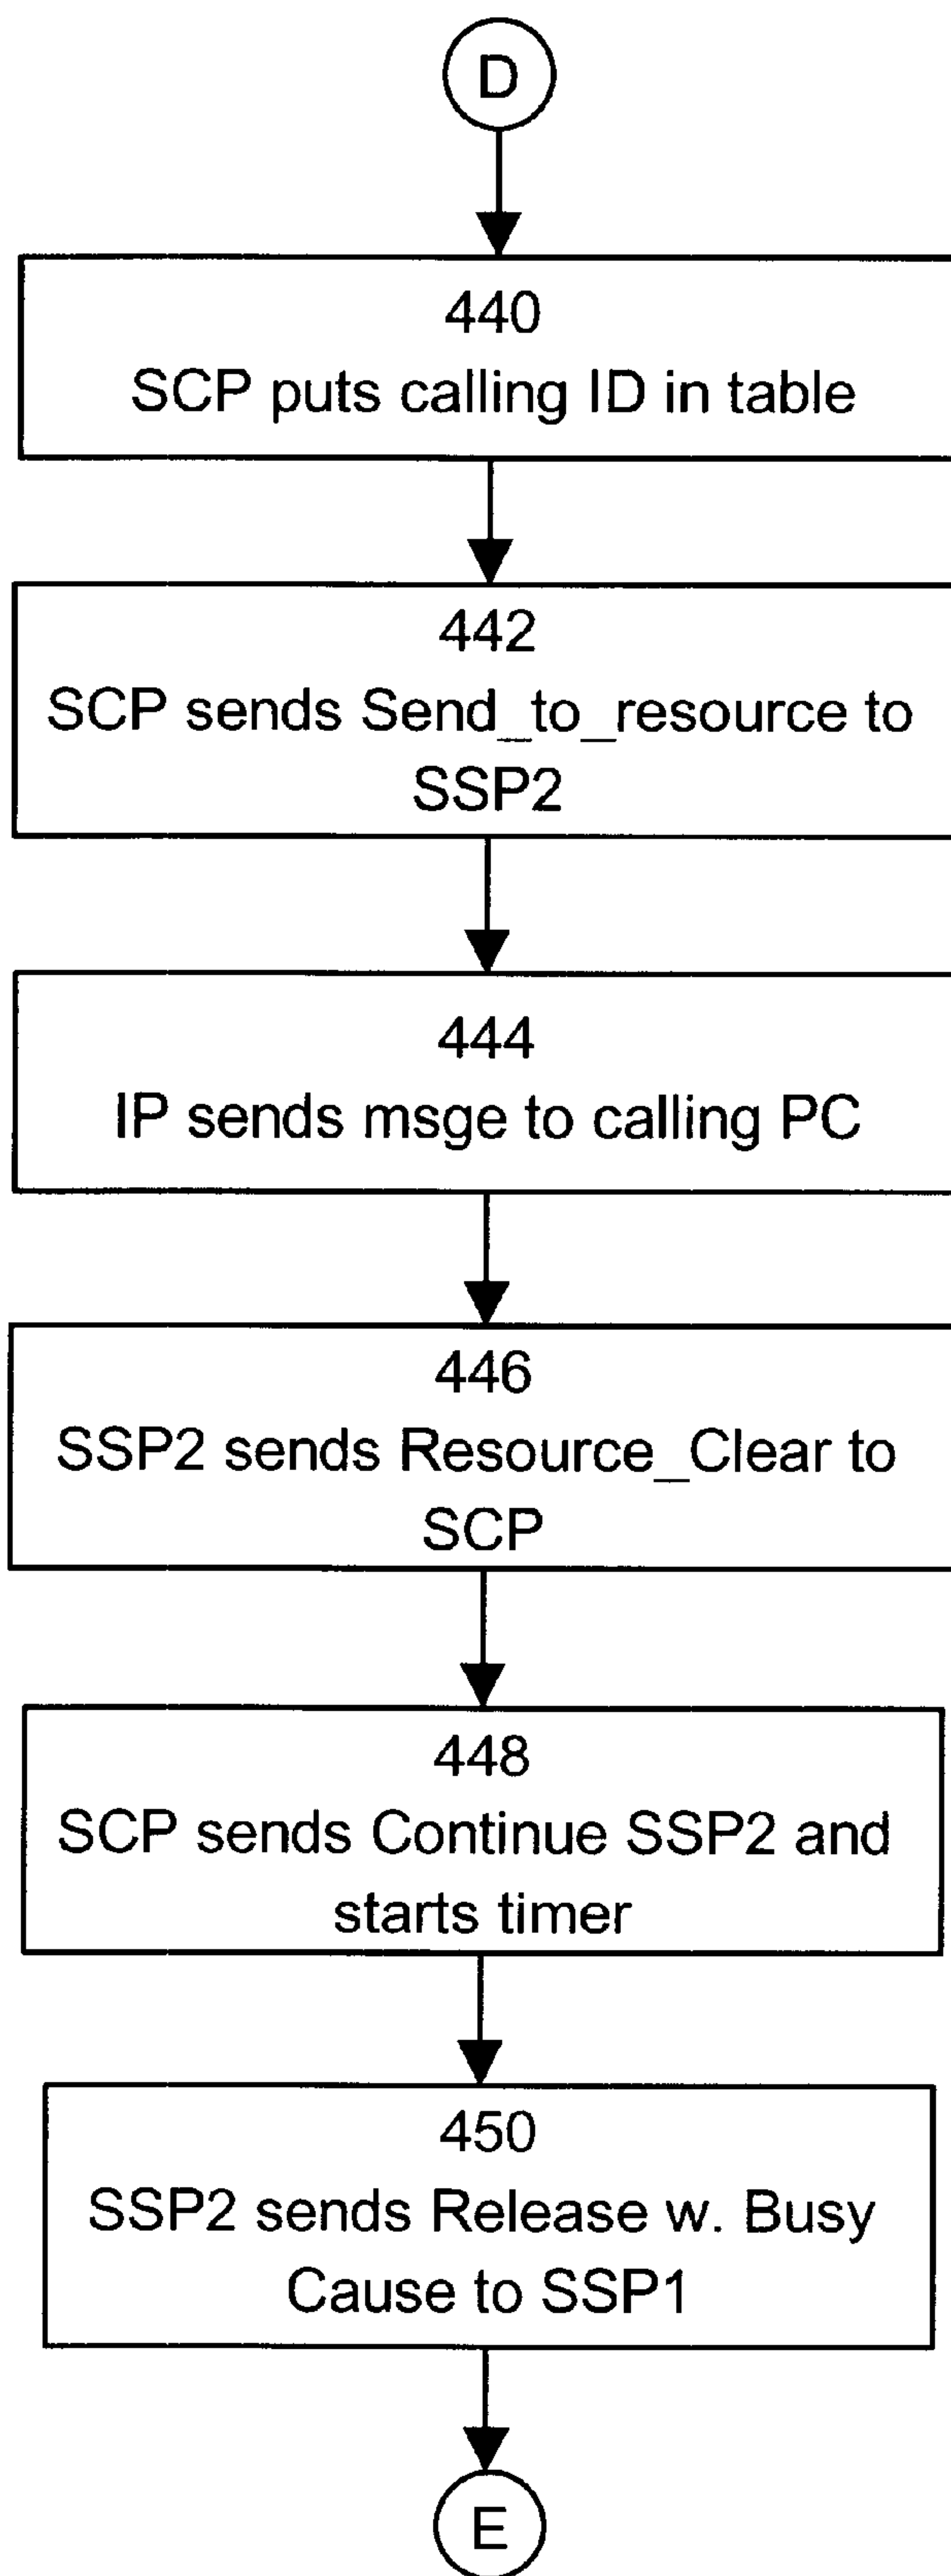 D
440
SCP puts calling ID in table
442
SCP sends Send_to_resource to
SSP2
444
IP sends msge to calling PC
446
SSP2 sends Resource_Clear to
SCP
448
SCP sends Continue SSP2 and
starts timer
450
SSP2 sends Release w. Busy
Cause to SSP1
E